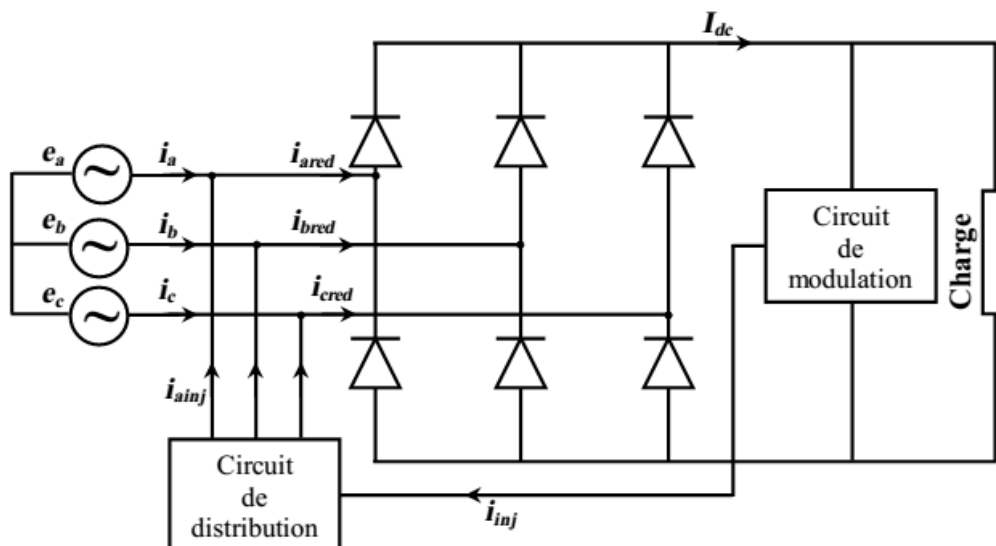 I_dc
e_a
i_a
i_ared
e_b
i_b
i_bred
e_c
i_c
i_cred
Circuit
de
modulation
Charge
i_ainj
Circuit
de
distribution
i_inj